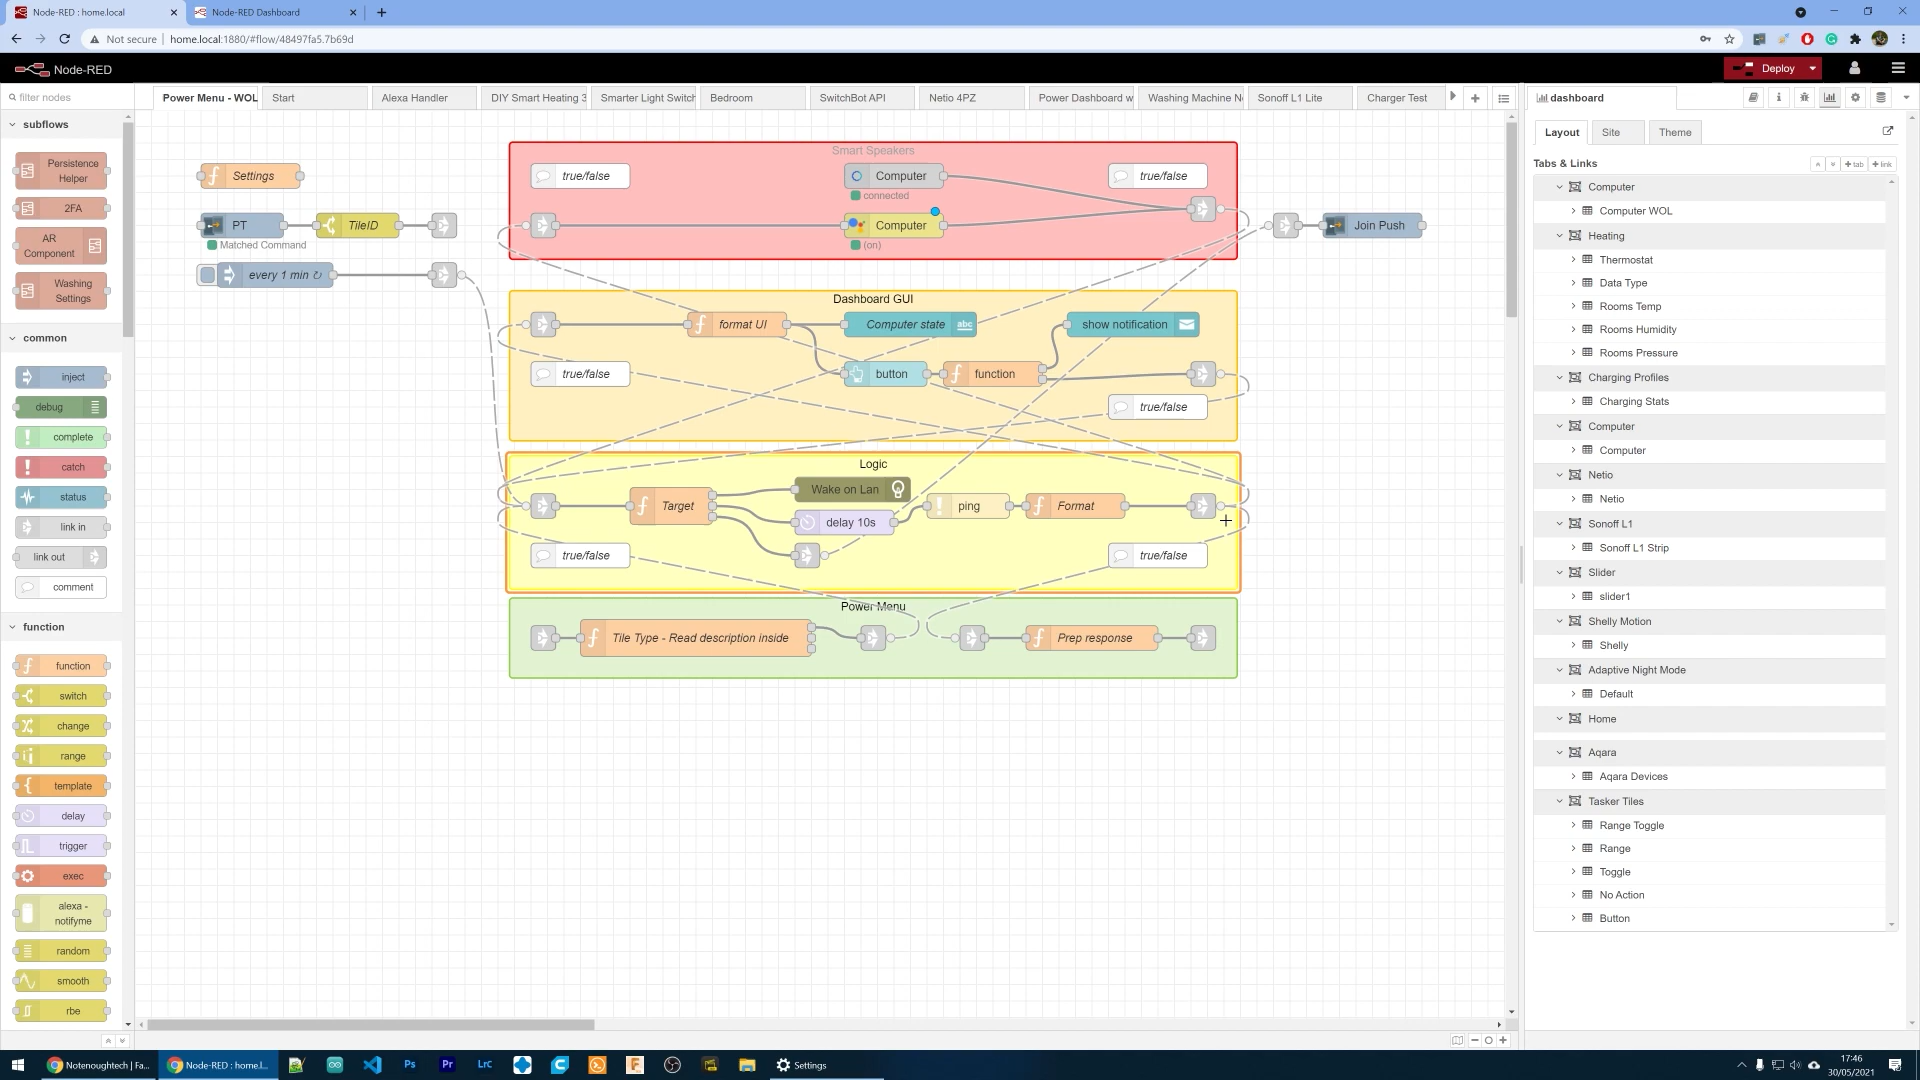 Node-RED : home.local
Node-RED Dashboard
Not secure
home.local:1880/#flow/48497fa5.7b69d
Node-RED
Deploy
filter nodes
Power Menu - WOL
Start
Alexa Handler
DIY Smart Heating 3
Smarter Light Switch
Bedroom
SwitchBot API
Netio 4PZ
Power Dashboard w
Washing Machine N
Sonoff L1 Lite
Charger Test
dashboard
subflows
Persistence
Helper
2FA
AR
Component
Washing
Settings
common
inject
debug
complete
catch
status
link in
link out
comment
function
function
switch
change
range
template
delay
trigger
exec
alexa -
notifyme
random
smooth
rbe
Settings
PT
Matched Command
TileID
every 1 min ↻
Smart Speakers
true/false
Computer
connected
true/false
Computer
(on)
Join Push
Dashboard GUI
format UI
Computer state
abc
show notification
true/false
button
function
true/false
Logic
Wake on Lan
Target
delay 10s
ping
Format
true/false
true/false
Power Menu
Tile Type - Read description inside
Prep response
Layout
Site
Theme
Tabs & Links
tab
link
Computer
Computer WOL
Heating
Thermostat
Data Type
Rooms Temp
Rooms Humidity
Rooms Pressure
Charging Profiles
Charging Stats
Computer
Computer
Netio
Netio
Sonoff L1
Sonoff L1 Strip
Slider
slider1
Shelly Motion
Shelly
Adaptive Night Mode
Default
Home
Aqara
Aqara Devices
Tasker Tiles
Range Toggle
Range
Toggle
No Action
Button
Notenoughtech | Fa...
Node-RED : home.l...
Ps
Pr
LrC
Settings
17:46
30/05/2021